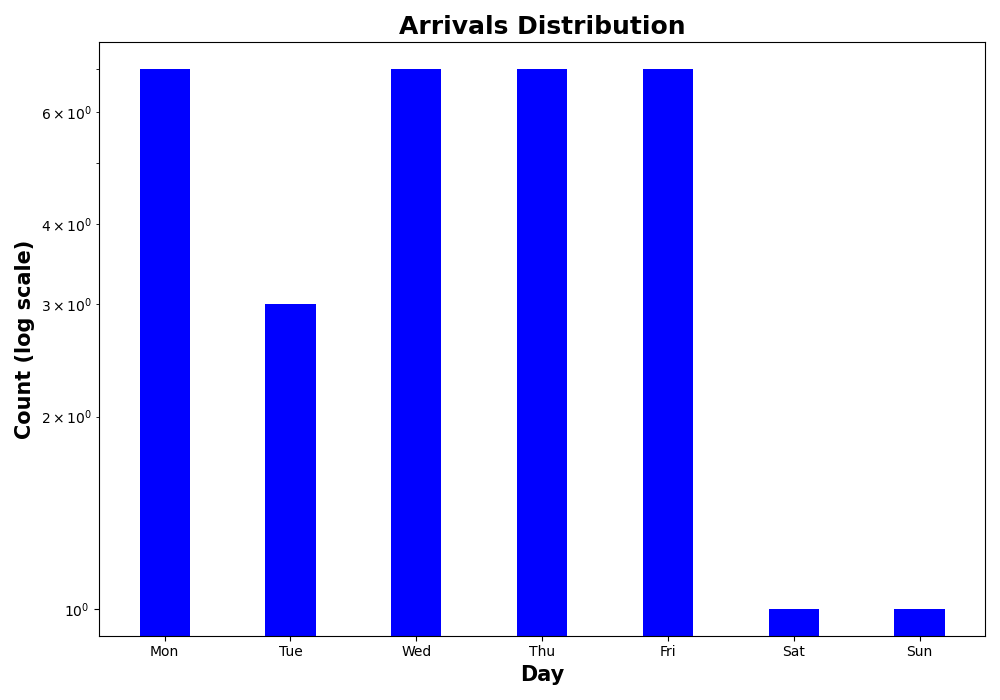 Arrivals Distribution
Count (log scale)
6 × 10⁰
4 × 10⁰
3 × 10⁰
2 × 10⁰
10⁰
Mon Tue Wed Thu Fri Sat Sun
Day